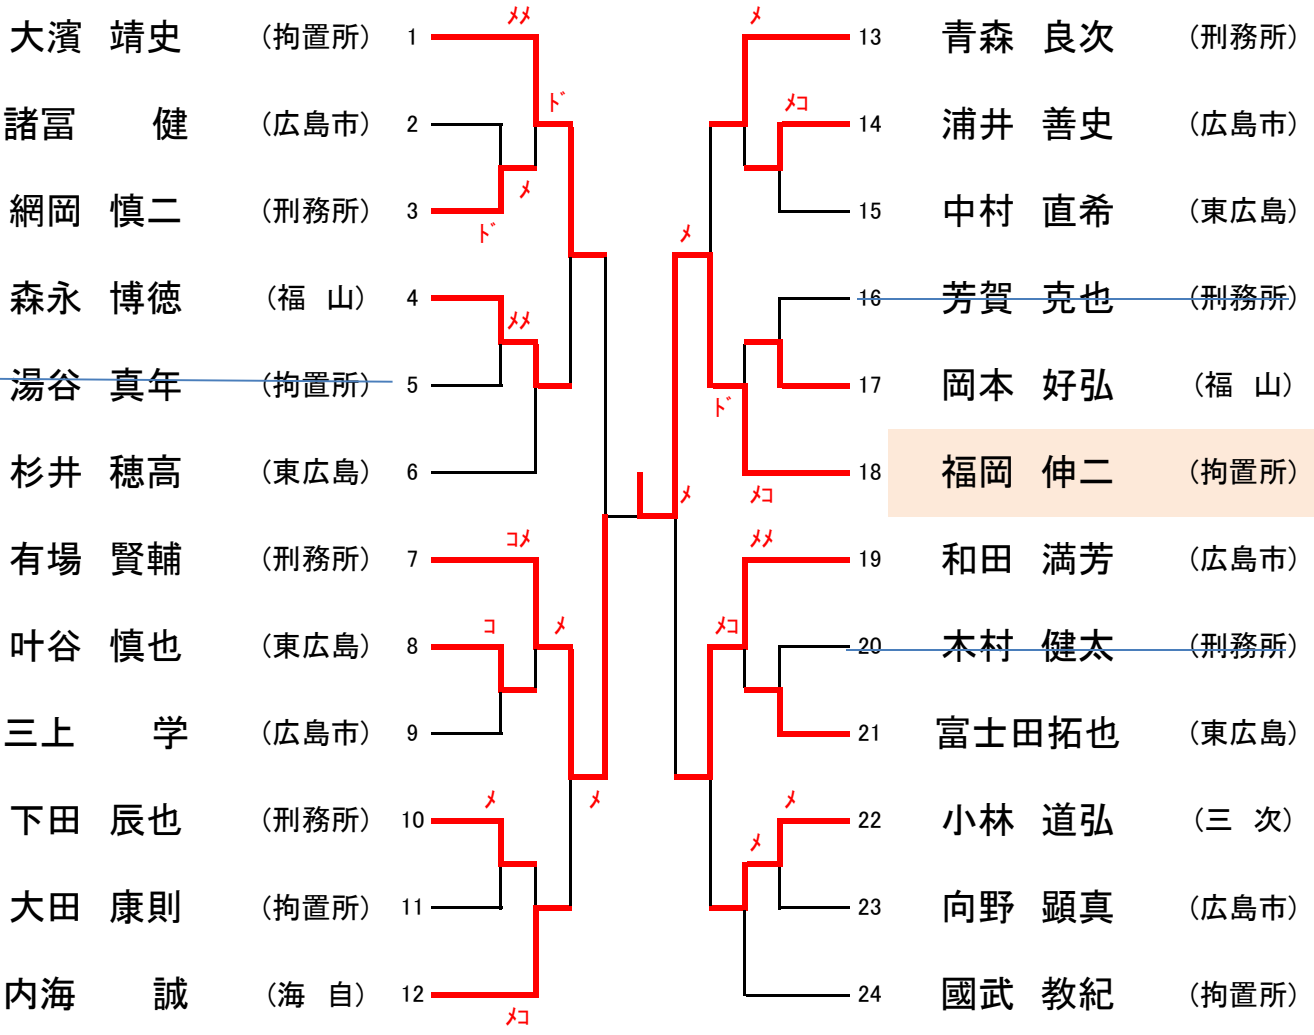 ﾒﾒ
大濱 靖史 (拘置所) 1
ﾄﾞ
諸冨 健 (広島市) 2
ﾒ
網岡 慎二 (刑務所) 3
ﾄﾞ
森永 博徳 (福 山) 4
ﾒﾒ
湯谷 真年 (拘置所) 5
杉井 穂高 (東広島) 6
ｺﾒ
有場 賢輔 (刑務所) 7
ｺ
ﾒ
叶谷 慎也 (東広島) 8
三上 学 (広島市) 9
ﾒ
ﾒ
下田 辰也 (刑務所) 10
大田 康則 (拘置所) 11
内海 誠 (海 自) 12
ﾒｺ
ﾒ
13 青森 良次 (刑務所)
ﾒｺ
14 浦井 善史 (広島市)
15 中村 直希 (東広島)
ﾒ
16 芳賀 克也 (刑務所)
17 岡本 好弘 (福 山)
ﾄﾞ
18 福岡 伸二 (拘置所)
ﾒ
ﾒｺ
ﾒﾒ
19 和田 満芳 (広島市)
ﾒｺ
20 木村 健太 (刑務所)
21 富士田拓也 (東広島)
ﾒ
22 小林 道弘 (三 次)
ﾒ
23 向野 顕真 (広島市)
24 國武 教紀 (拘置所)